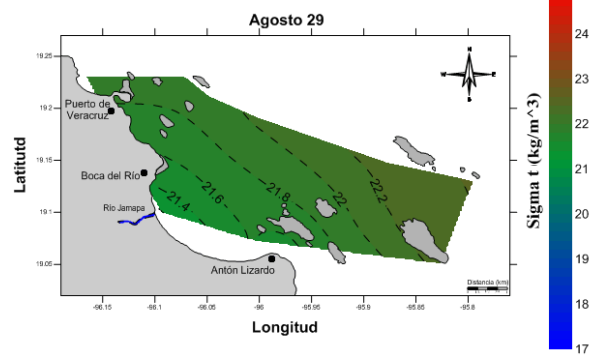 Agosto 29
19.25
19.2
19.15
19.1
19.05
Latitutd
Puerto de
Veracruz
Boca del Río
Río Jamapa
Antón Lizardo
21.4
21.6
21.8
22
22.2
N
W
E
S
Distancia (km)
-96.15
-96.1
-96.05
-96
-95.95
-95.9
-95.85
-95.8
Longitud
Sigma t (kg/m^3)
24
23
22
21
20
19
18
17